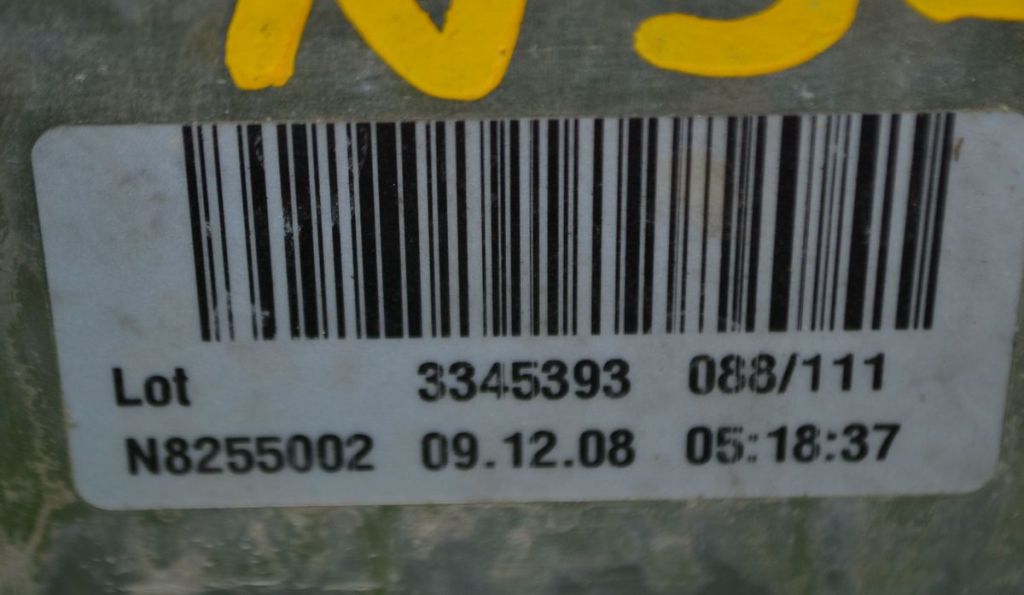 Lot 3345393 088/111
N8255002 09.12.08 05:18:37